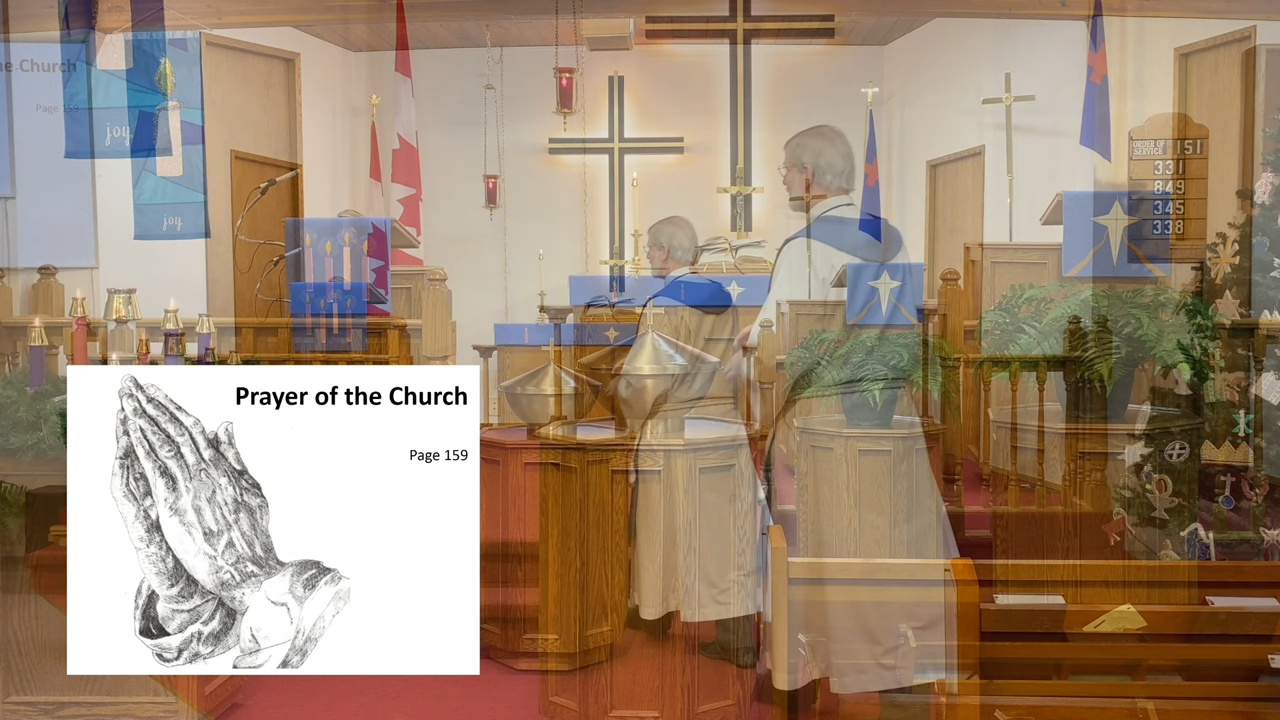 he Church
Page 159
joy
joy
ORDER OF
SERVICE 151
331
849
345
338
Prayer of the Church
Page 159